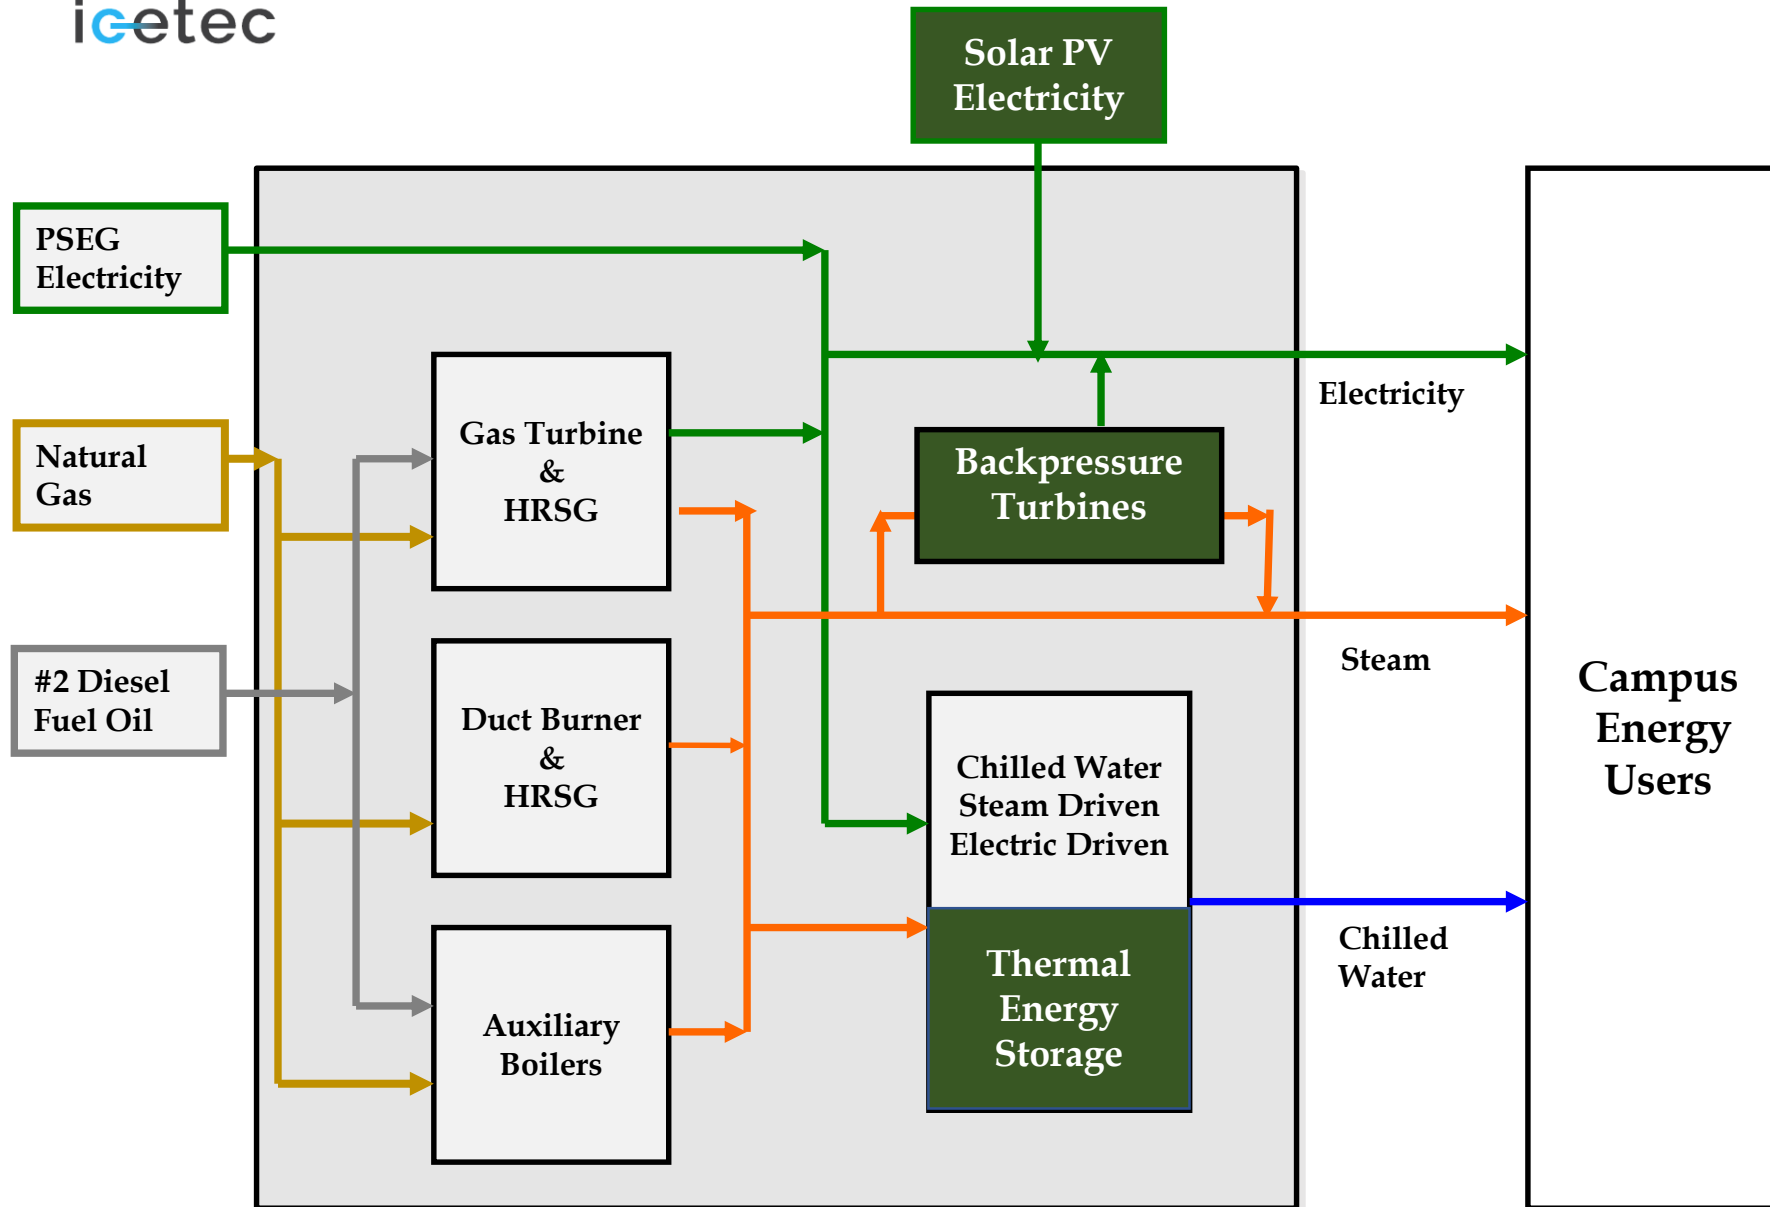 icetec
Solar PV
Electricity
PSEG
Electricity
Electricity
Natural
Gas
Gas Turbine
&
HRSG
Backpressure
Turbines
#2 Diesel
Fuel Oil
Duct Burner
&
HRSG
Steam
Campus
Energy
Users
Chilled Water
Steam Driven
Electric Driven
Chilled
Water
Thermal
Energy
Storage
Auxiliary
Boilers